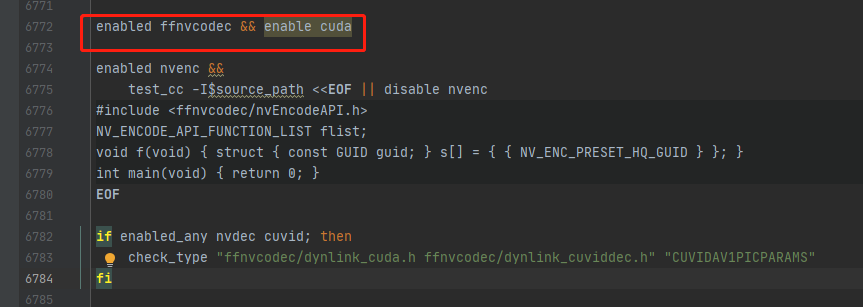 6771
6772 enabled ffnvcodec && enable cuda
6773
6774 enabled nvenc &&
6775 test_cc -I$source_path <<EOF || disable nvenc
6776 #include <ffnvcodec/nvEncodeAPI.h>
6777 NV_ENCODE_API_FUNCTION_LIST flist;
6778 void f(void) { struct { const GUID guid; } s[] = { { NV_ENC_PRESET_HQ_GUID } }; }
6779 int main(void) { return 0; }
6780 EOF
6781
6782 if enabled_any nvdec cuvid; then
6783 check_type "ffnvcodec/dynlink_cuda.h ffnvcodec/dynlink_cuviddec.h" "CUVIDAV1PICPARAMS"
6784 fi
6785